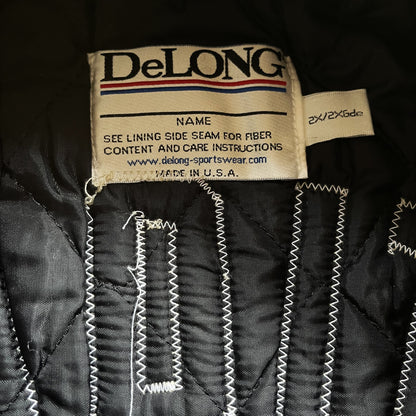 DeLONG
NAME
SEE LINING SIDE SEAM FOR FIBER
CONTENT AND CARE INSTRUCTIONS
www.delong-sportswear.com
MADE IN U.S.A.
2X/2XGde